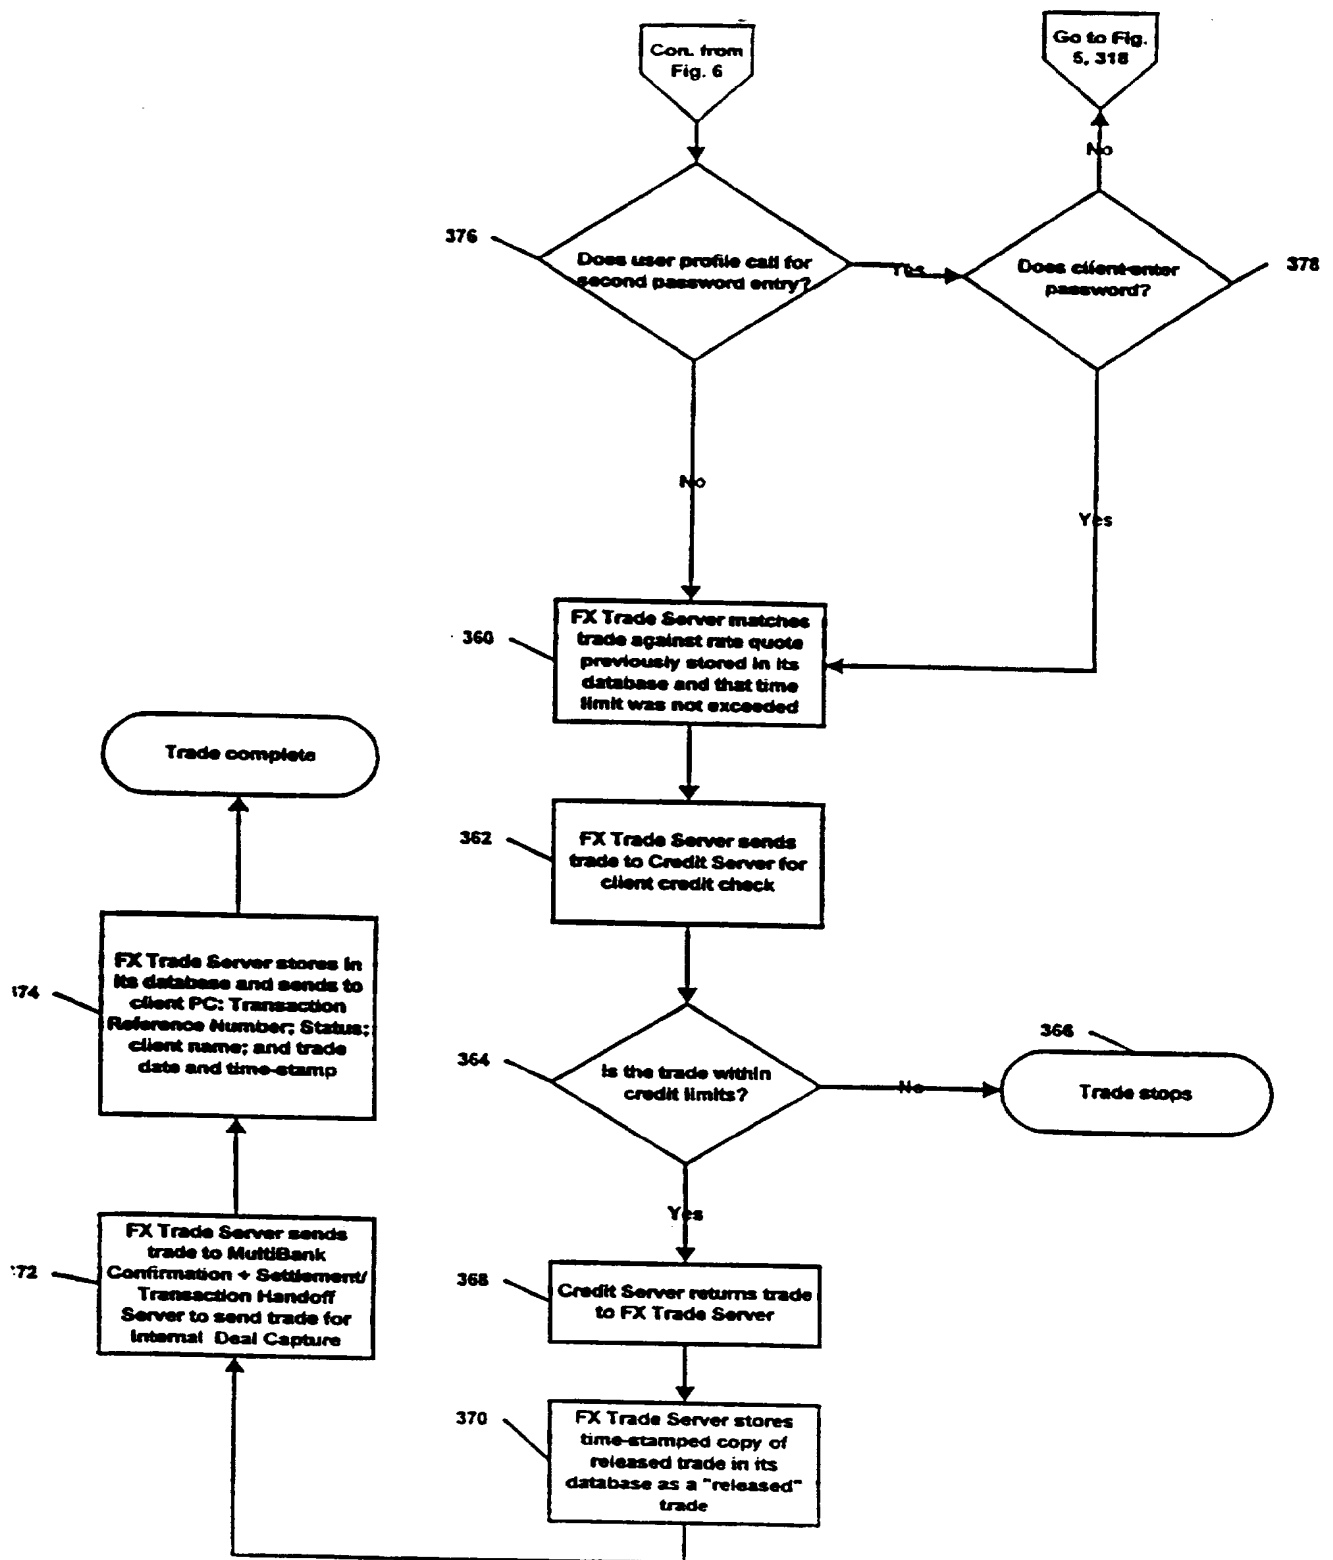 Con. from
Fig. 6
Go to Fig.
5, 318
No
376
Does user profile call for
second password entry?
Yes
Does client enter
password?
378
No
Yes
360
FX Trade Server matches
trade against rate quote
previously stored in its
database and that time
limit was not exceeded
Trade complete
362
FX Trade Server sends
trade to Credit Server for
client credit check
FX Trade Server stores in
its database and sends to
client PC: Transaction
Reference Number; Status;
client name; and trade
date and time-stamp
74
364
Is the trade within
credit limits?
No
366
Trade stops
Yes
72
FX Trade Server sends
trade to MultiBank
Confirmation + Settlement/
Transaction Handoff
Server to send trade for
Internal Deal Capture
368
Credit Server returns trade
to FX Trade Server
370
FX Trade Server stores
time-stamped copy of
released trade in its
database as a "released"
trade